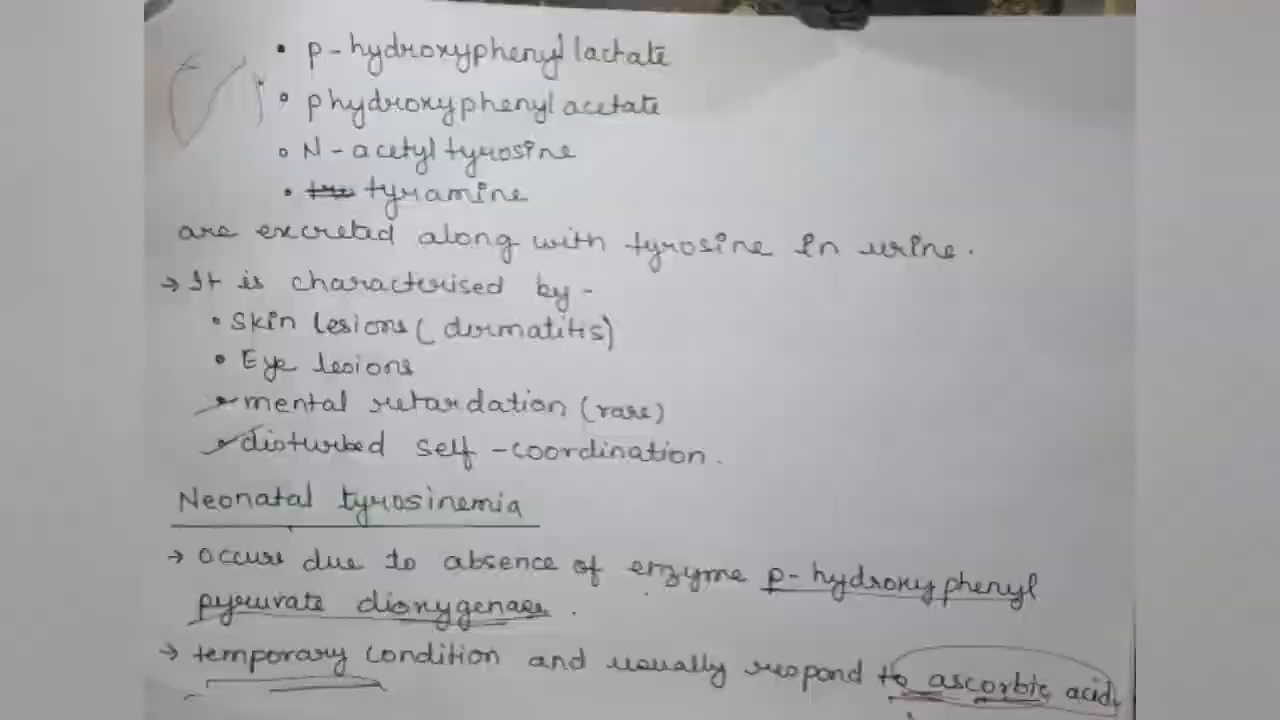 • p-hydroxyphenyl lactate
• phydroxyphenyl acetate
• N-acetyl tyrosine
• tyramine
are excreted along with tyrosine in urine.
→ It is characterised by -
• Skin lesions (dermatitis)
• Eye lesions
• mental retardation (rare)
• disturbed self-coordination.
Neonatal tyrosinemia
→ occurs due to absence of enzyme p-hydroxyphenyl
pyruvate dioxygenase.
→ temporary condition and usually respond to ascorbic acid.